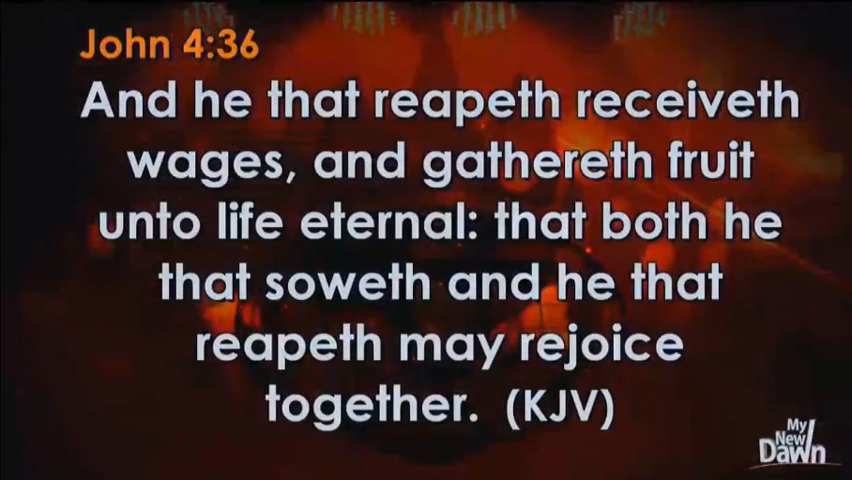 John 4:36
And he that reapeth receiveth
wages, and gathereth fruit
unto life eternal: that both he
that soweth and he that
reapeth may rejoice
together. (KJV)
My
New
Dawn